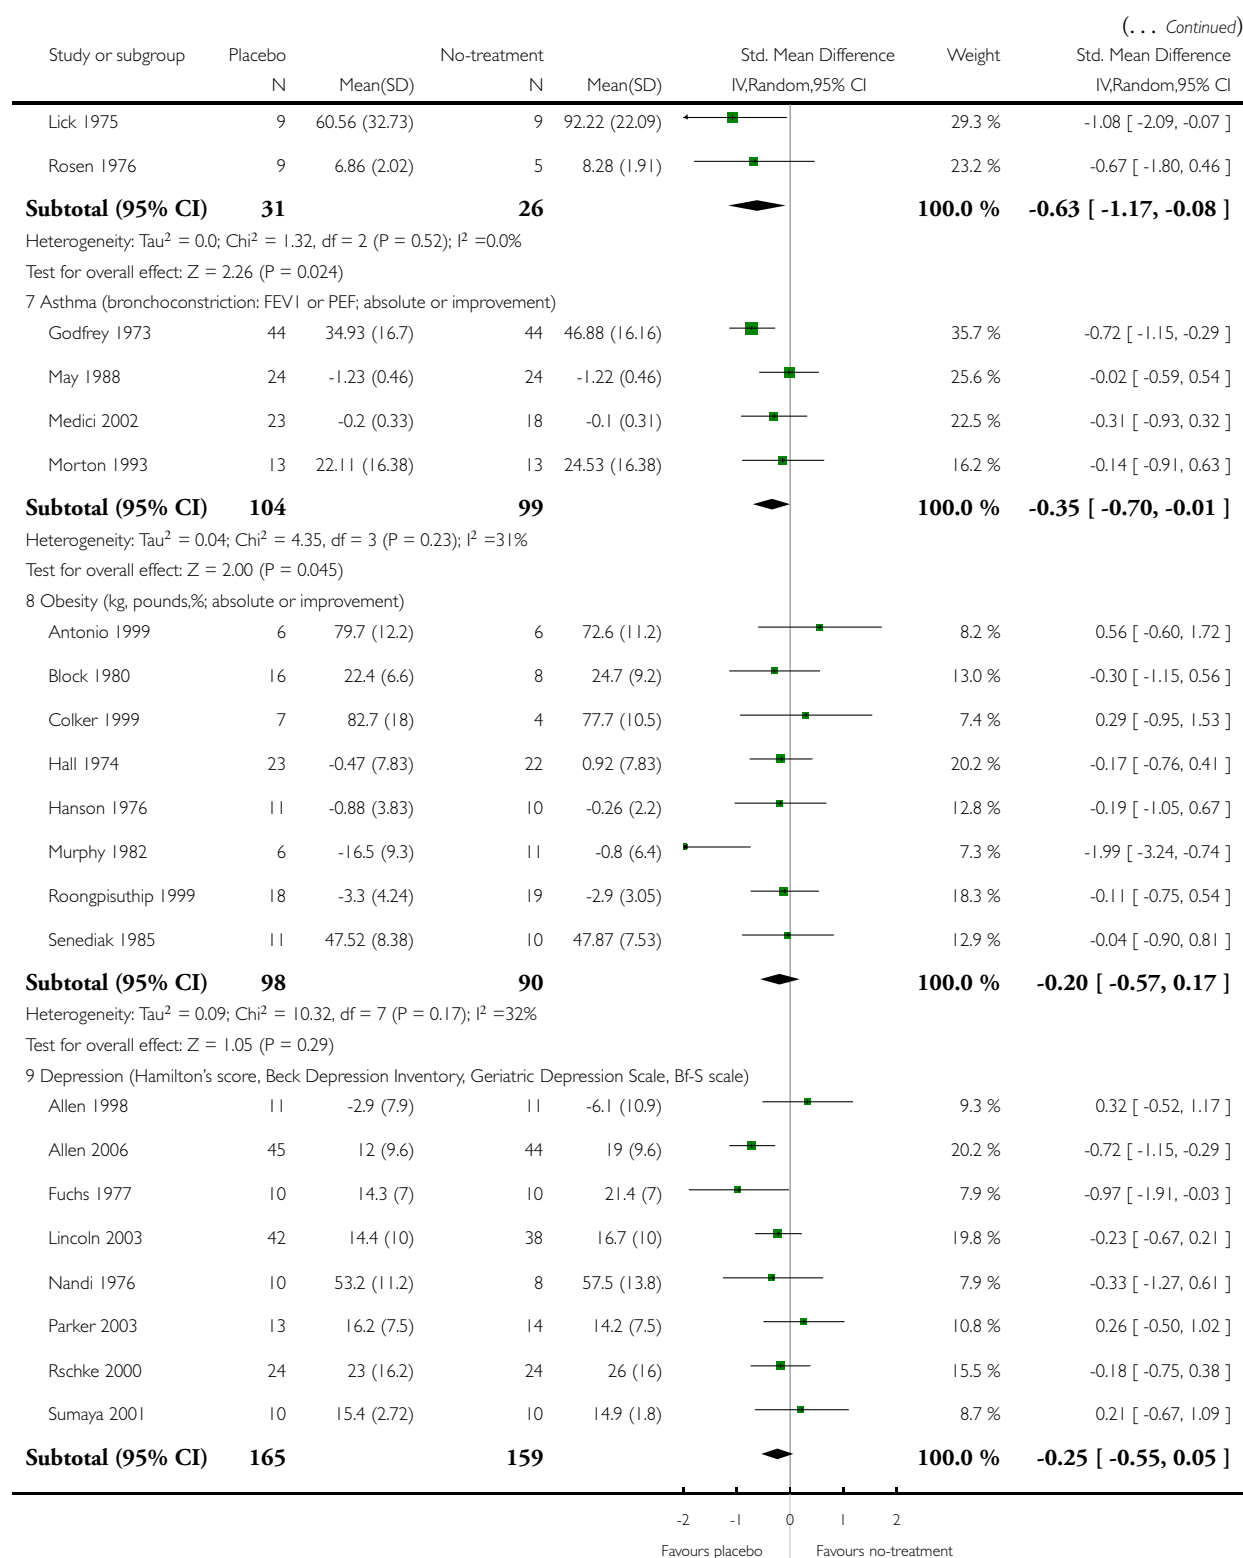 (... Continued)
Study or subgroup Placebo No-treatment Std. Mean Difference Weight Std. Mean Difference
N Mean(SD) N Mean(SD) IV,Random,95% CI IV,Random,95% CI
Lick 1975 9 60.56 (32.73) 9 92.22 (22.09) 29.3 % -1.08 [ -2.09, -0.07 ]
Rosen 1976 9 6.86 (2.02) 5 8.28 (1.91) 23.2 % -0.67 [ -1.80, 0.46 ]
Subtotal (95% CI) 31 26 100.0 % -0.63 [ -1.17, -0.08 ]
Heterogeneity: Tau² = 0.0; Chi² = 1.32, df = 2 (P = 0.52); I² =0.0%
Test for overall effect: Z = 2.26 (P = 0.024)
7 Asthma (bronchoconstriction: FEV1 or PEF; absolute or improvement)
Godfrey 1973 44 34.93 (16.7) 44 46.88 (16.16) 35.7 % -0.72 [ -1.15, -0.29 ]
May 1988 24 -1.23 (0.46) 24 -1.22 (0.46) 25.6 % -0.02 [ -0.59, 0.54 ]
Medici 2002 23 -0.2 (0.33) 18 -0.1 (0.31) 22.5 % -0.31 [ -0.93, 0.32 ]
Morton 1993 13 22.11 (16.38) 13 24.53 (16.38) 16.2 % -0.14 [ -0.91, 0.63 ]
Subtotal (95% CI) 104 99 100.0 % -0.35 [ -0.70, -0.01 ]
Heterogeneity: Tau² = 0.04; Chi² = 4.35, df = 3 (P = 0.23); I² =31%
Test for overall effect: Z = 2.00 (P = 0.045)
8 Obesity (kg, pounds,%; absolute or improvement)
Antonio 1999 6 79.7 (12.2) 6 72.6 (11.2) 8.2 % 0.56 [ -0.60, 1.72 ]
Block 1980 16 22.4 (6.6) 8 24.7 (9.2) 13.0 % -0.30 [ -1.15, 0.56 ]
Colker 1999 7 82.7 (18) 4 77.7 (10.5) 7.4 % 0.29 [ -0.95, 1.53 ]
Hall 1974 23 -0.47 (7.83) 22 0.92 (7.83) 20.2 % -0.17 [ -0.76, 0.41 ]
Hanson 1976 11 -0.88 (3.83) 10 -0.26 (2.2) 12.8 % -0.19 [ -1.05, 0.67 ]
Murphy 1982 6 -16.5 (9.3) 11 -0.8 (6.4) 7.3 % -1.99 [ -3.24, -0.74 ]
Roongpisuthip 1999 18 -3.3 (4.24) 19 -2.9 (3.05) 18.3 % -0.11 [ -0.75, 0.54 ]
Senediak 1985 11 47.52 (8.38) 10 47.87 (7.53) 12.9 % -0.04 [ -0.90, 0.81 ]
Subtotal (95% CI) 98 90 100.0 % -0.20 [ -0.57, 0.17 ]
Heterogeneity: Tau² = 0.09; Chi² = 10.32, df = 7 (P = 0.17); I² =32%
Test for overall effect: Z = 1.05 (P = 0.29)
9 Depression (Hamilton's score, Beck Depression Inventory, Geriatric Depression Scale, Bf-S scale)
Allen 1998 11 -2.9 (7.9) 11 -6.1 (10.9) 9.3 % 0.32 [ -0.52, 1.17 ]
Allen 2006 45 12 (9.6) 44 19 (9.6) 20.2 % -0.72 [ -1.15, -0.29 ]
Fuchs 1977 10 14.3 (7) 10 21.4 (7) 7.9 % -0.97 [ -1.91, -0.03 ]
Lincoln 2003 42 14.4 (10) 38 16.7 (10) 19.8 % -0.23 [ -0.67, 0.21 ]
Nandi 1976 10 53.2 (11.2) 8 57.5 (13.8) 7.9 % -0.33 [ -1.27, 0.61 ]
Parker 2003 13 16.2 (7.5) 14 14.2 (7.5) 10.8 % 0.26 [ -0.50, 1.02 ]
Rschke 2000 24 23 (16.2) 24 26 (16) 15.5 % -0.18 [ -0.75, 0.38 ]
Sumaya 2001 10 15.4 (2.72) 10 14.9 (1.8) 8.7 % 0.21 [ -0.67, 1.09 ]
Subtotal (95% CI) 165 159 100.0 % -0.25 [ -0.55, 0.05 ]
-2 -1 0 1 2
Favours placebo Favours no-treatment